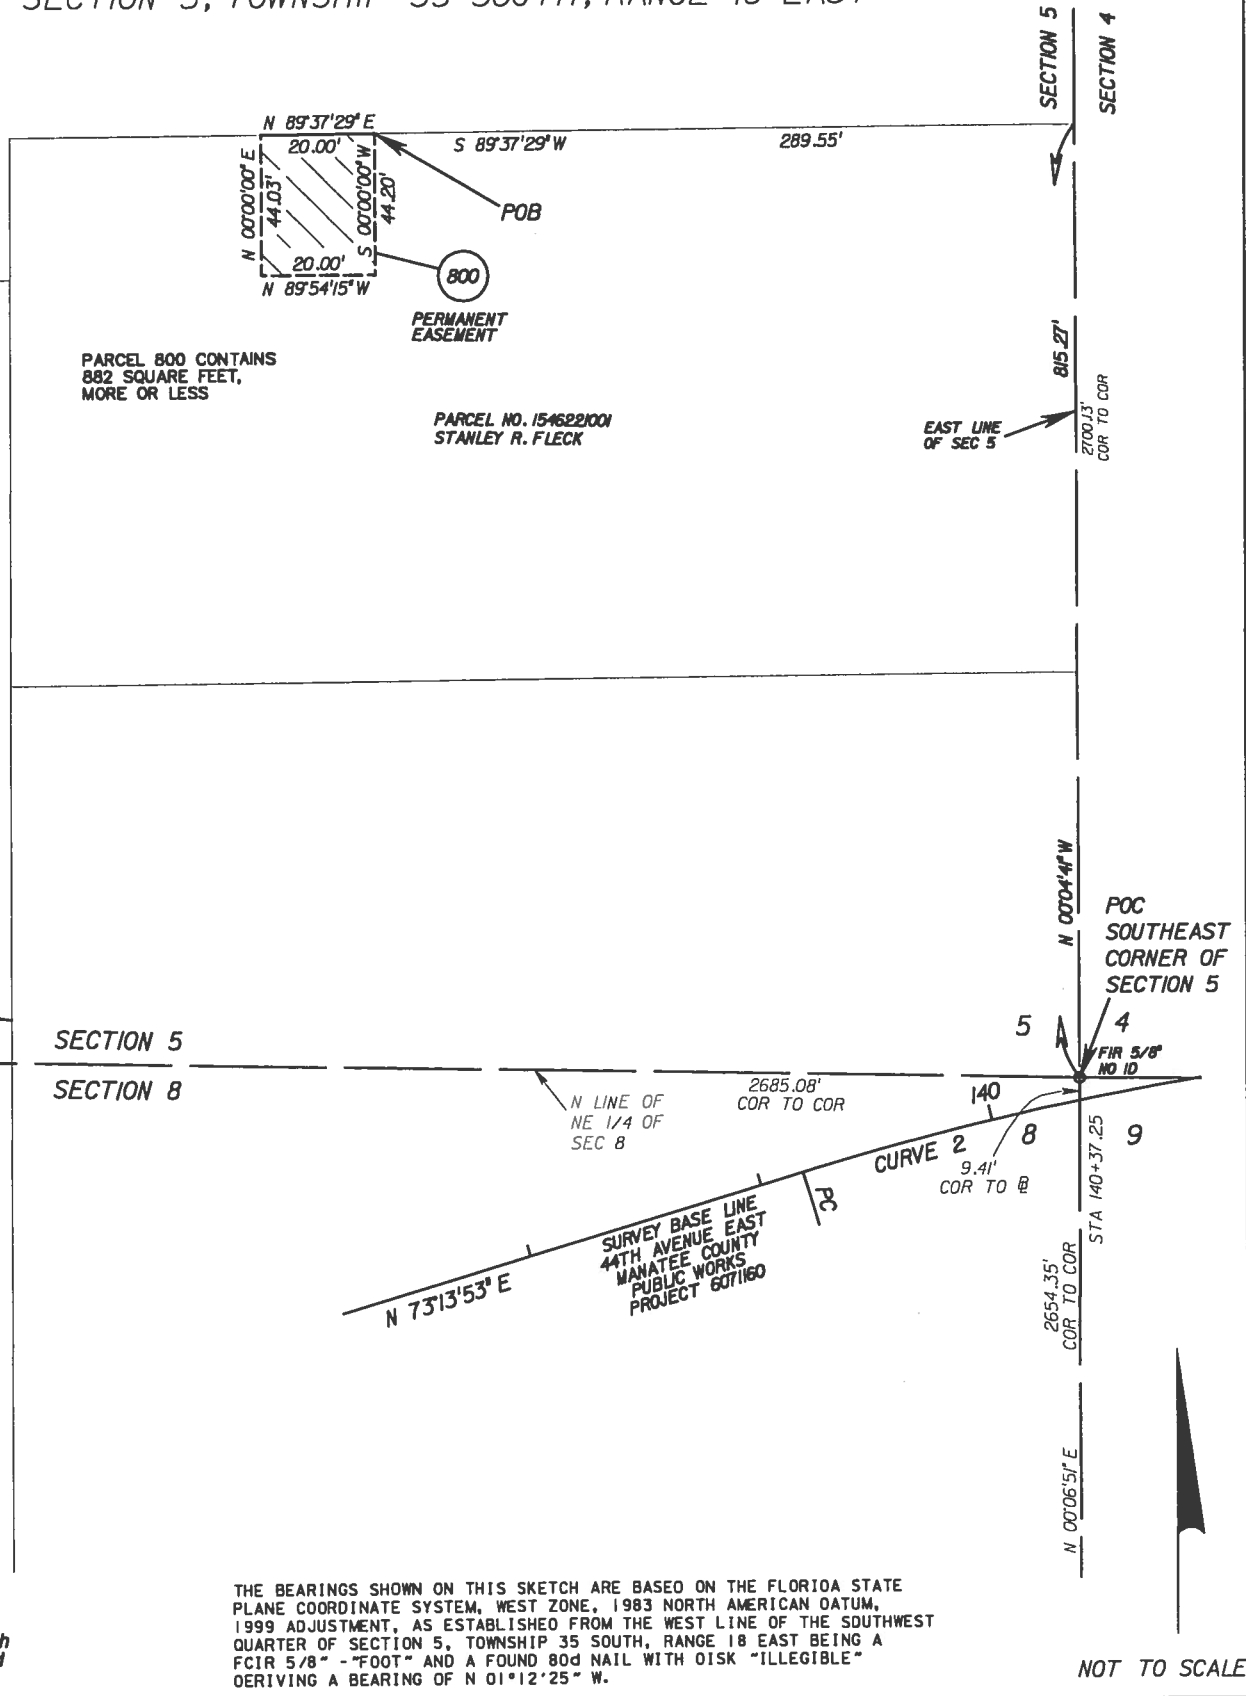 SECTION 5, TOWNSHIP 35 SOUTH, RANGE 18 EAST
SECTION 5
SECTION 4
N 89°37'29" E
20.00'
S 89°37'29" W
289.55'
N 00°00'00" E
44.03'
S 00°00'00" W
44.20'
POB
20.00'
N 89°54'15" W
800
PERMANENT
EASEMENT
PARCEL 800 CONTAINS
882 SQUARE FEET,
MORE OR LESS
PARCEL NO. 1546221001
STANLEY R. FLECK
815.27'
EAST LINE
OF SEC 5
2700.13'
COR TO COR
N 00°04'41" W
POC
SOUTHEAST
CORNER OF
SECTION 5
5
4
FIR 5/8"
NO ID
SECTION 5
SECTION 8
N LINE OF
NE 1/4 OF
SEC 8
2685.08'
COR TO COR
140
8
9
CURVE 2
9.41'
COR TO BL
STA 140+37.25
PC
SURVEY BASE LINE
44TH AVENUE EAST
MANATEE COUNTY
PUBLIC WORKS
PROJECT 6071160
N 73°13'53" E
2654.35'
COR TO COR
N 00°06'51" E
THE BEARINGS SHOWN ON THIS SKETCH ARE BASED ON THE FLORIDA STATE
PLANE COORDINATE SYSTEM, WEST ZONE, 1983 NORTH AMERICAN DATUM,
1999 ADJUSTMENT, AS ESTABLISHED FROM THE WEST LINE OF THE SOUTHWEST
QUARTER OF SECTION 5, TOWNSHIP 35 SOUTH, RANGE 18 EAST BEING A
FCIR 5/8" - "FOOT" AND A FOUND 80d NAIL WITH DISK "ILLEGIBLE"
DERIVING A BEARING OF N 01°12'25" W.
NOT TO SCALE